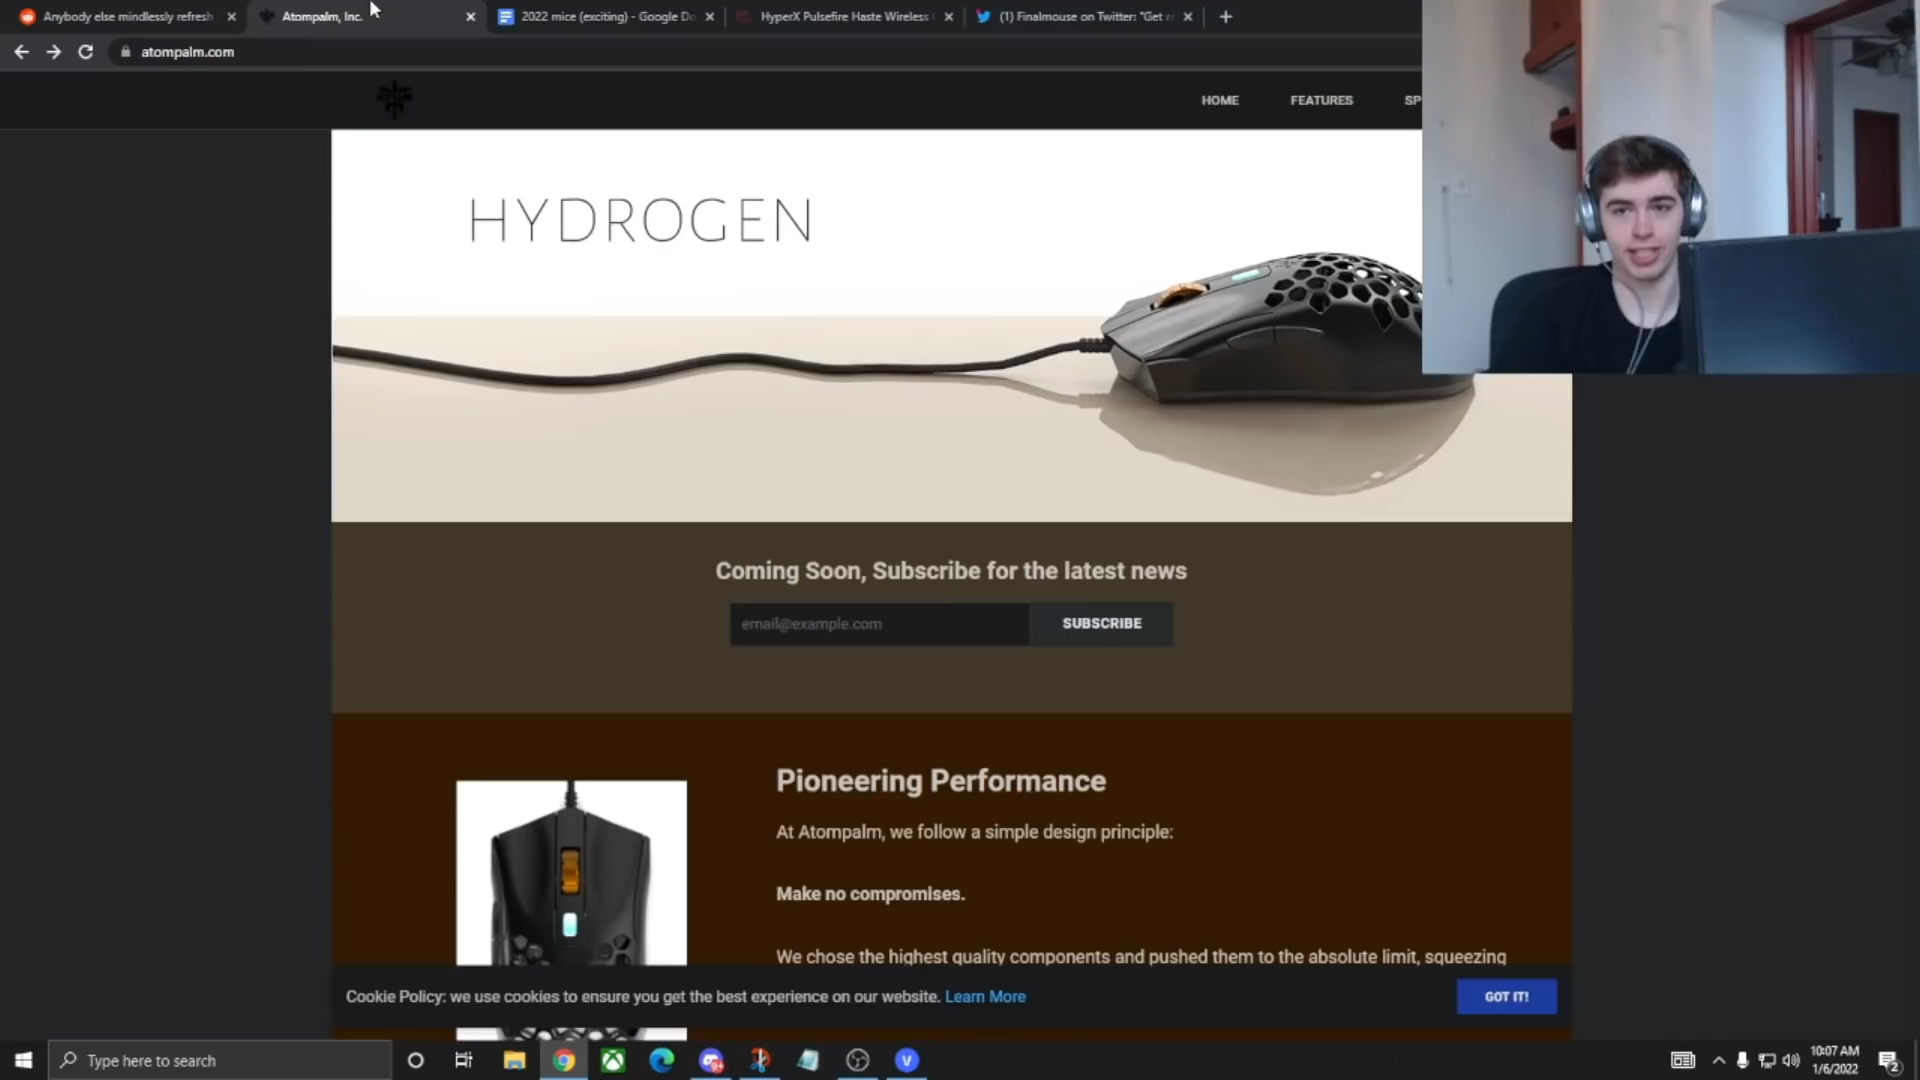 Anybody else mindlessly refresh
Atompalm, Inc.
2022 mice (exciting) - Google Do
HyperX Pulsefire Haste Wireless
(1) Finalmouse on Twitter: "Get r
atompalm.com
HOME
FEATURES
SP
HYDROGEN
Coming Soon, Subscribe for the latest news
email@example.com
SUBSCRIBE
Pioneering Performance
At Atompalm, we follow a simple design principle:
Make no compromises.
We chose the highest quality components and pushed them to the absolute limit, squeezing
Cookie Policy: we use cookies to ensure you get the best experience on our website. Learn More
GOT IT!
Type here to search
10:07 AM
1/6/2022
2